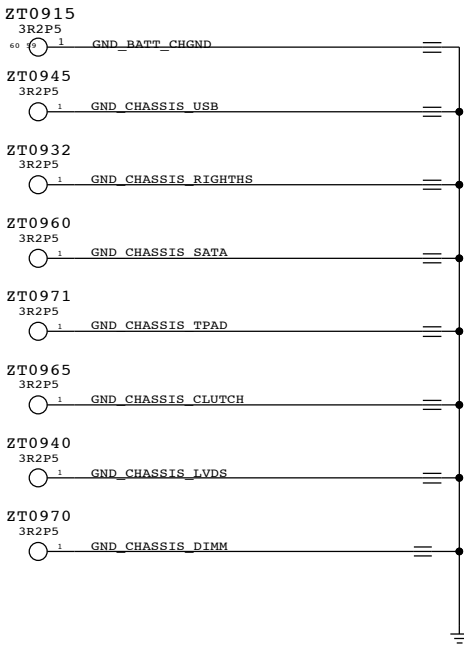 ZT0915
3R2P5
60 59 1 GND_BATT_CHGND
ZT0945
3R2P5
1 GND_CHASSIS_USB
ZT0932
3R2P5
1 GND_CHASSIS_RIGHTHS
ZT0960
3R2P5
1 GND_CHASSIS_SATA
ZT0971
3R2P5
1 GND_CHASSIS_TPAD
ZT0965
3R2P5
1 GND_CHASSIS_CLUTCH
ZT0940
3R2P5
1 GND_CHASSIS_LVDS
ZT0970
3R2P5
1 GND_CHASSIS_DIMM